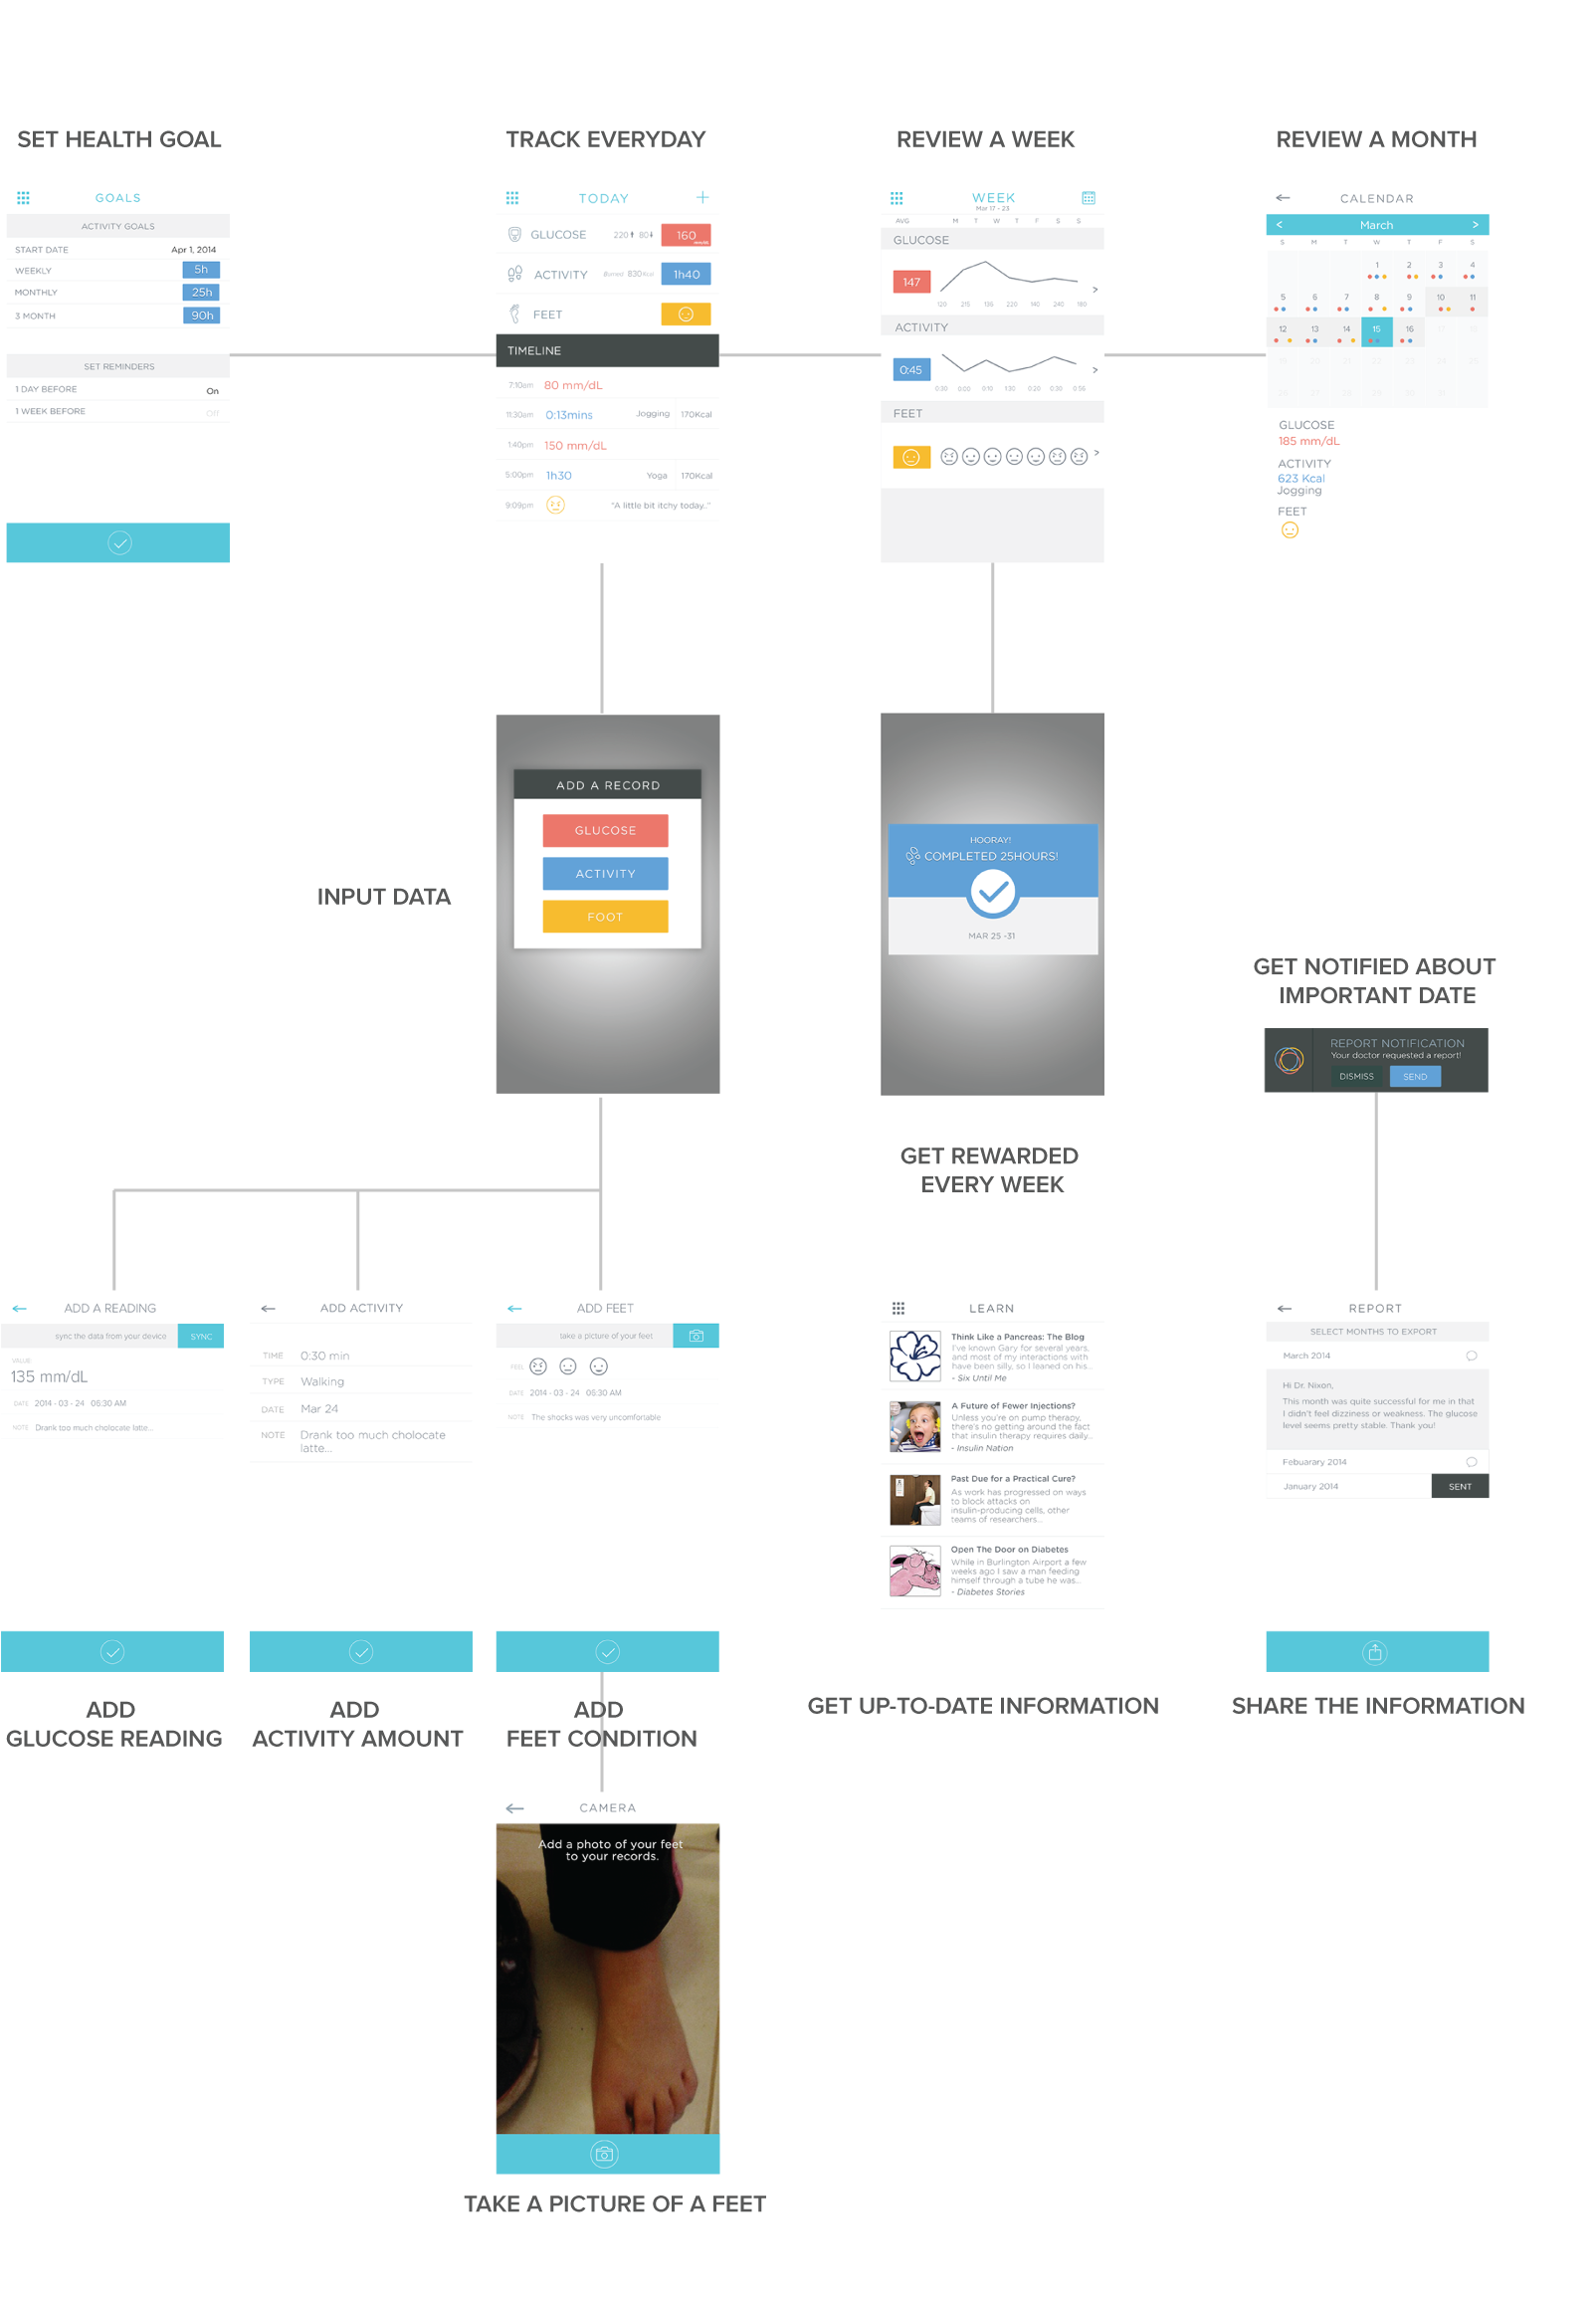 SET HEALTH GOAL
TRACK EVERYDAY
REVIEW A WEEK
REVIEW A MONTH
GOALS
ACTIVITY GOALS
START DATE Apr 1, 2014
WEEKLY 5h
MONTHLY 25h
3 MONTH 90h
SET REMINDERS
1 DAY BEFORE On
1 WEEK BEFORE Off
TODAY
GLUCOSE 220 80 160
ACTIVITY Burned 830 Kcal 1h40
FEET
TIMELINE
7:10am 80 mm/dL
11:30am 0:13mins Jogging 170Kcal
1:40pm 150 mm/dL
5:00pm 1h30 Yoga 170Kcal
9:09pm "A little bit itchy today.."
WEEK
Mar 17 - 23
AVG M T W T F S S
GLUCOSE
147
120 215 136 220 140 240 180
>
ACTIVITY
0:45
0:30 0:00 0:10 1:30 0:20 0:30 0:56
>
FEET
>
CALENDAR
< March >
S M T W T F S
1 2 3 4
5 6 7 8 9 10 11
12 13 14 15 16 17 18
19 20 21 22 23 24 25
26 27 28 29 30 31
GLUCOSE
185 mm/dL
ACTIVITY
623 Kcal
Jogging
FEET
INPUT DATA
ADD A RECORD
GLUCOSE
ACTIVITY
FOOT
HOORAY!
COMPLETED 25HOURS!
MAR 25 -31
GET REWARDED
EVERY WEEK
GET NOTIFIED ABOUT
IMPORTANT DATE
REPORT NOTIFICATION
Your doctor requested a report!
DISMISS SEND
ADD A READING
sync the data from your device SYNC
VALUE
135 mm/dL
DATE 2014 - 03 - 24 06:30 AM
NOTE Drank too much cholocate latte...
ADD
GLUCOSE READING
ADD ACTIVITY
TIME 0:30 min
TYPE Walking
DATE Mar 24
NOTE Drank too much cholocate
latte...
ADD
ACTIVITY AMOUNT
ADD FEET
take a picture of your feet
FEEL
DATE 2014 - 03 - 24 06:30 AM
NOTE The shocks was very uncomfortable
ADD
FEET CONDITION
LEARN
Think Like a Pancreas: The Blog
I've known Gary for several years,
and most of my interactions with
have been silly, so I leaned on his...
- Six Until Me
A Future of Fewer Injections?
Unless you're on pump therapy,
there's no getting around the fact
that insulin therapy requires daily...
- Insulin Nation
Past Due for a Practical Cure?
As work has progressed on ways
to block attacks on
insulin-producing cells, other
teams of researchers...
Open The Door on Diabetes
While in Burlington Airport a few
weeks ago I saw a man feeding
himself through a tube he was...
- Diabetes Stories
GET UP-TO-DATE INFORMATION
REPORT
SELECT MONTHS TO EXPORT
March 2014
Hi Dr. Nixon,
This month was quite successful for me in that
I didn't feel dizziness or weakness. The glucose
level seems pretty stable. Thank you!
Febuarary 2014
January 2014 SENT
SHARE THE INFORMATION
CAMERA
Add a photo of your feet
to your records.
TAKE A PICTURE OF A FEET